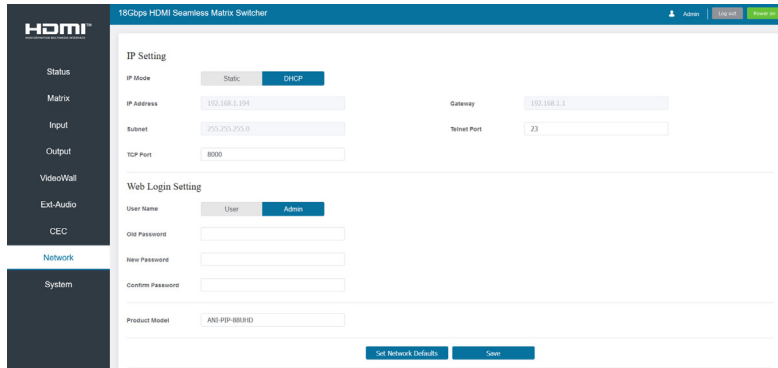 HDMI™
18Gbps HDMI Seamless Matrix Switcher
Admin
Log out
Power on
Status
Matrix
Input
Output
VideoWall
Ext-Audio
CEC
Network
System
IP Setting
IP Mode Static DHCP
IP Address 192.168.1.194 Gateway 192.168.1.1
Subnet 255.255.255.0 Telnet Port 23
TCP Port 8000
Web Login Setting
User Name User Admin
Old Password
New Password
Confirm Password
Product Model ANI-PIP-88UHD
Set Network Defaults Save